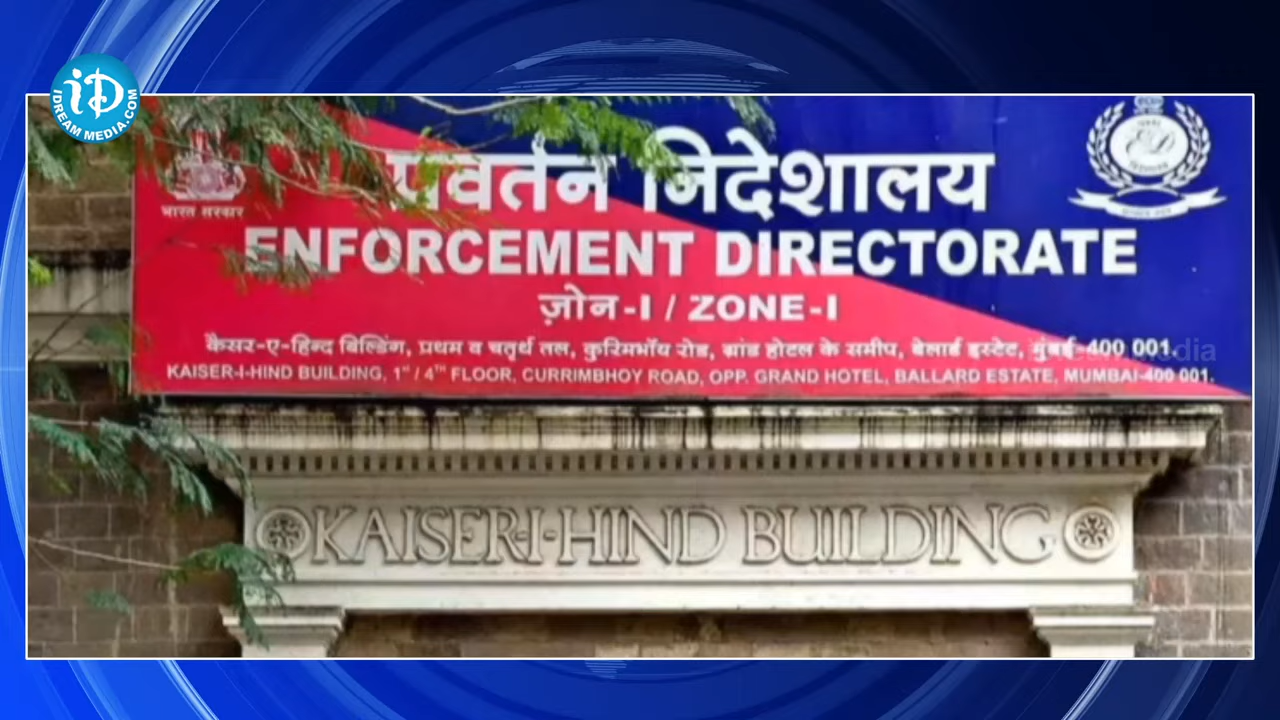 iD
IDREAM MEDIA.COM
भारत सरकार
प्रवर्तन निदेशालय
ENFORCEMENT DIRECTORATE
ज़ोन-I / ZONE-I
कैसर-ए-हिन्द बिल्डिंग, प्रथम व चतुर्थ तल, कुरिमभॉय रोड, ग्रांड होटल के समीप, बेलार्ड इस्टेट, मुंबई-400 001.
KAISER-I-HIND BUILDING, 1ST / 4TH FLOOR, CURRIMBHOY ROAD, OPP. GRAND HOTEL, BALLARD ESTATE, MUMBAI-400 001.
KAISER-I-HIND BUILDING